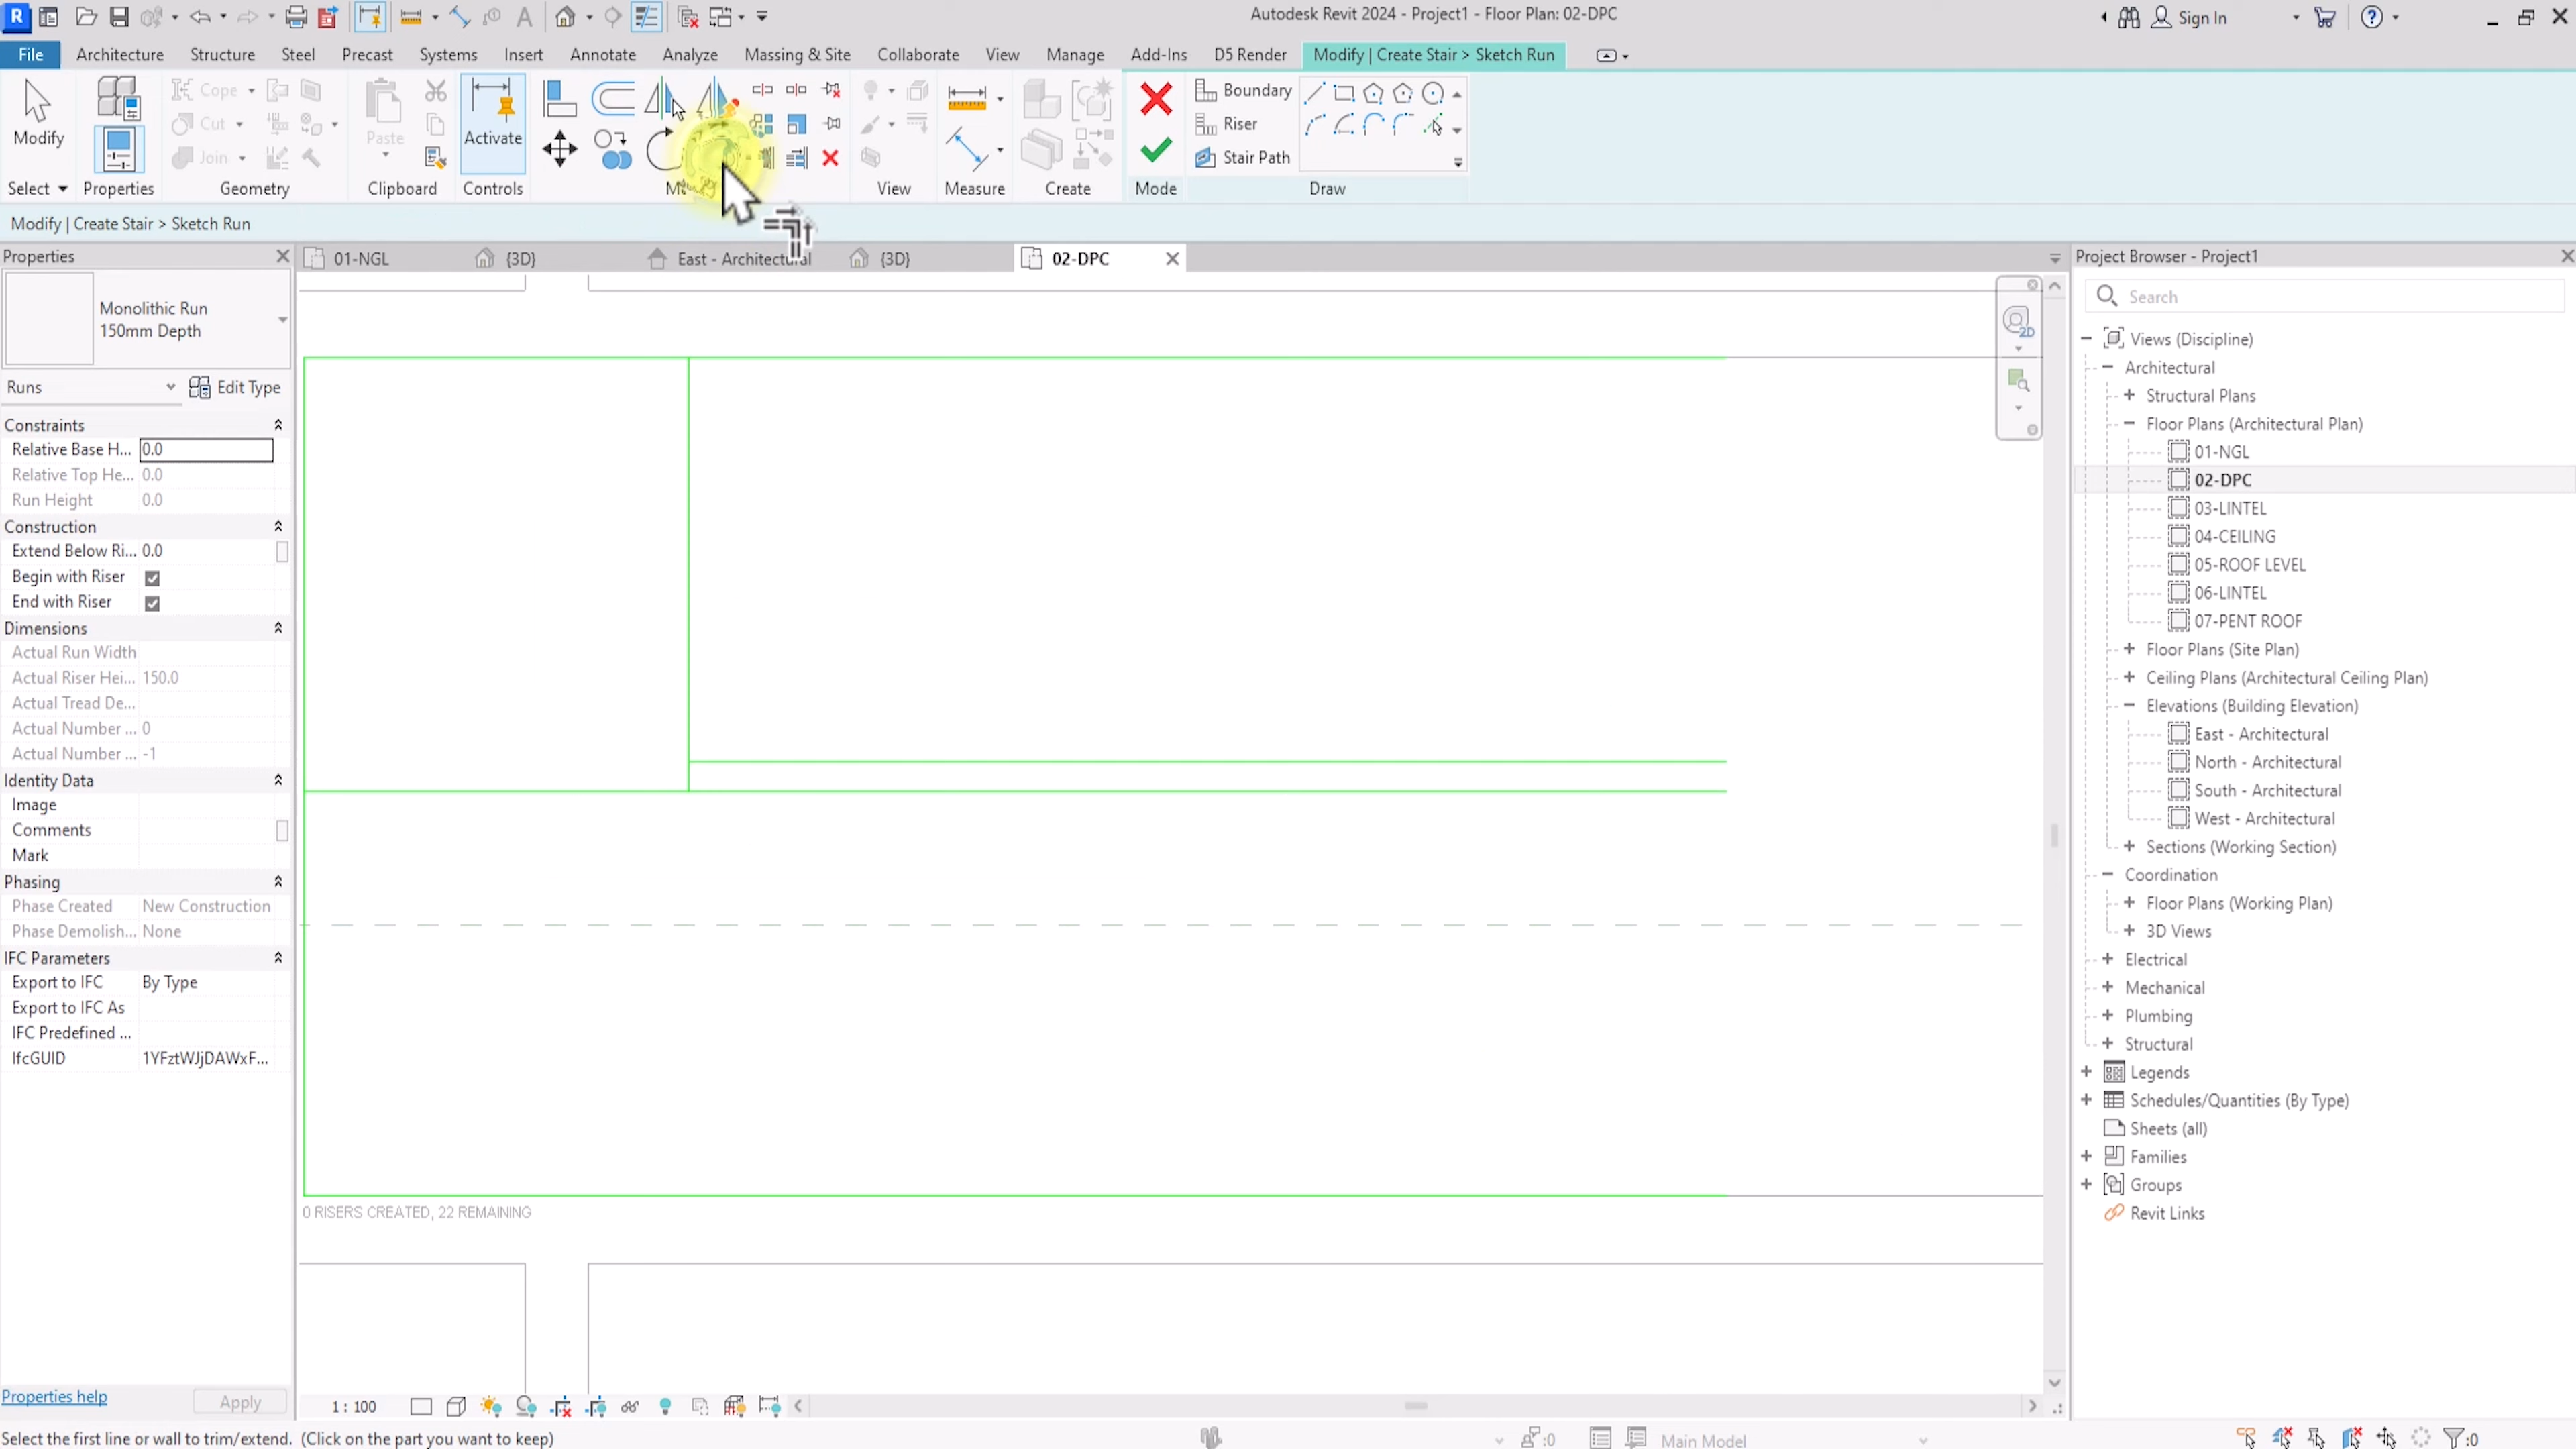 Autodesk Revit 2024 - Project1 - Floor Plan: 02-DPC
Sign In
File Architecture Structure Steel Precast Systems Insert Annotate Analyze Massing & Site Collaborate View Manage Add-Ins D5 Render Modify | Create Stair > Sketch Run
Modify
Cope
Cut
Join
Paste
Activate
Boundary
Riser
Stair Path
Select Properties Geometry Clipboard Controls View Measure Create Mode Draw
Modify | Create Stair > Sketch Run
Properties
01-NGL {3D} East - Architectural {3D} 02-DPC
Monolithic Run
150mm Depth
Runs Edit Type
Constraints
Relative Base H... 0.0
Relative Top He... 0.0
Run Height 0.0
Construction
Extend Below Ri... 0.0
Begin with Riser
End with Riser
Dimensions
Actual Run Width
Actual Riser Hei... 150.0
Actual Tread De...
Actual Number ... 0
Actual Number ... -1
Identity Data
Image
Comments
Mark
Phasing
Phase Created New Construction
Phase Demolish... None
IFC Parameters
Export to IFC By Type
Export to IFC As
IFC Predefined ...
IfcGUID 1YFztWJjDAWxF...
Properties help Apply
2D
0 RISERS CREATED, 22 REMAINING
1 : 100
Project Browser - Project1
Search
Views (Discipline)
Architectural
Structural Plans
Floor Plans (Architectural Plan)
01-NGL
02-DPC
03-LINTEL
04-CEILING
05-ROOF LEVEL
06-LINTEL
07-PENT ROOF
Floor Plans (Site Plan)
Ceiling Plans (Architectural Ceiling Plan)
Elevations (Building Elevation)
East - Architectural
North - Architectural
South - Architectural
West - Architectural
Sections (Working Section)
Coordination
Floor Plans (Working Plan)
3D Views
Electrical
Mechanical
Plumbing
Structural
Legends
Schedules/Quantities (By Type)
Sheets (all)
Families
Groups
Revit Links
Select the first line or wall to trim/extend. (Click on the part you want to keep)
:0
Main Model
:0